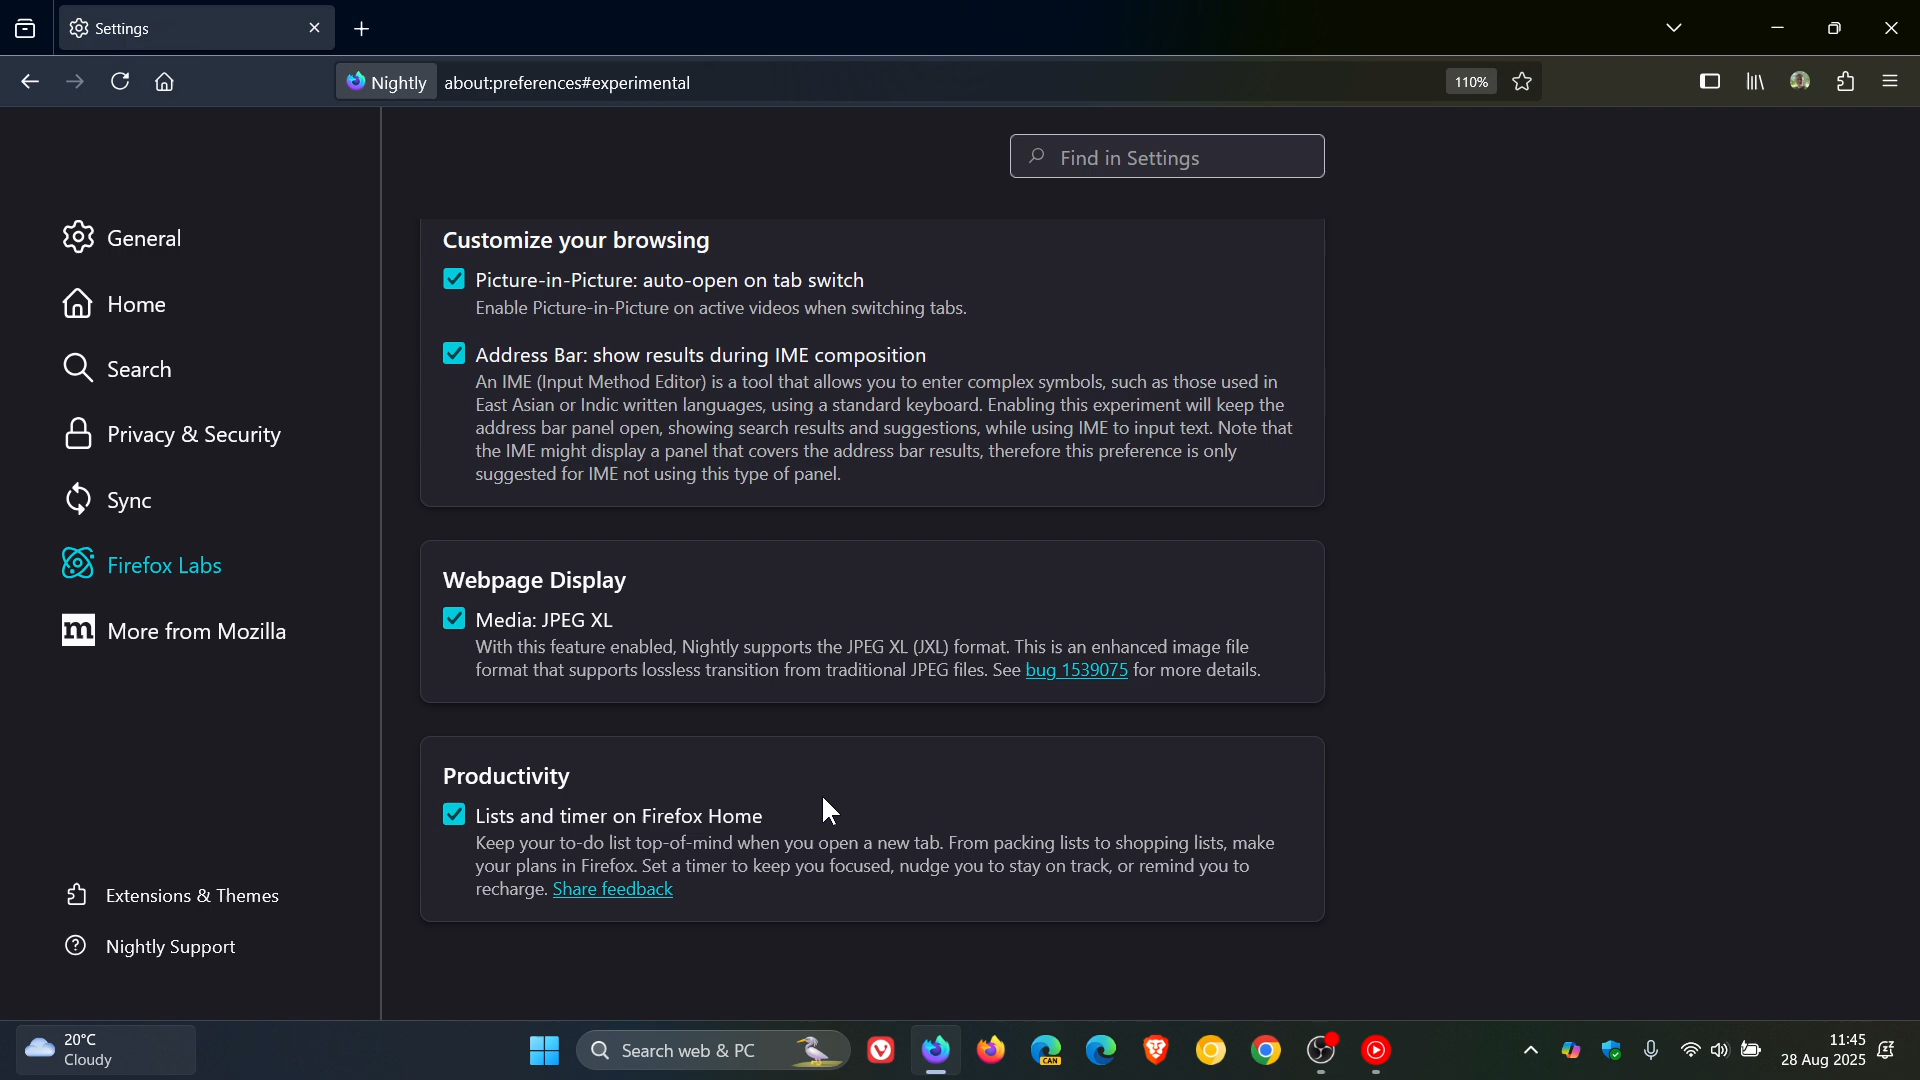 Settings
Nightly about:preferences#experimental 110%
Find in Settings
General
Home
Search
Privacy & Security
Sync
Firefox Labs
More from Mozilla
Extensions & Themes
Nightly Support
Customize your browsing
Picture-in-Picture: auto-open on tab switch
Enable Picture-in-Picture on active videos when switching tabs.
Address Bar: show results during IME composition
An IME (Input Method Editor) is a tool that allows you to enter complex symbols, such as those used in
East Asian or Indic written languages, using a standard keyboard. Enabling this experiment will keep the
address bar panel open, showing search results and suggestions, while using IME to input text. Note that
the IME might display a panel that covers the address bar results, therefore this preference is only
suggested for IME not using this type of panel.
Webpage Display
Media: JPEG XL
With this feature enabled, Nightly supports the JPEG XL (JXL) format. This is an enhanced image file
format that supports lossless transition from traditional JPEG files. See bug 1539075 for more details.
Productivity
Lists and timer on Firefox Home
Keep your to-do list top-of-mind when you open a new tab. From packing lists to shopping lists, make
your plans in Firefox. Set a timer to keep you focused, nudge you to stay on track, or remind you to
recharge. Share feedback
20°C
Cloudy
Search web & PC
CAN
11:45
28 Aug 2025